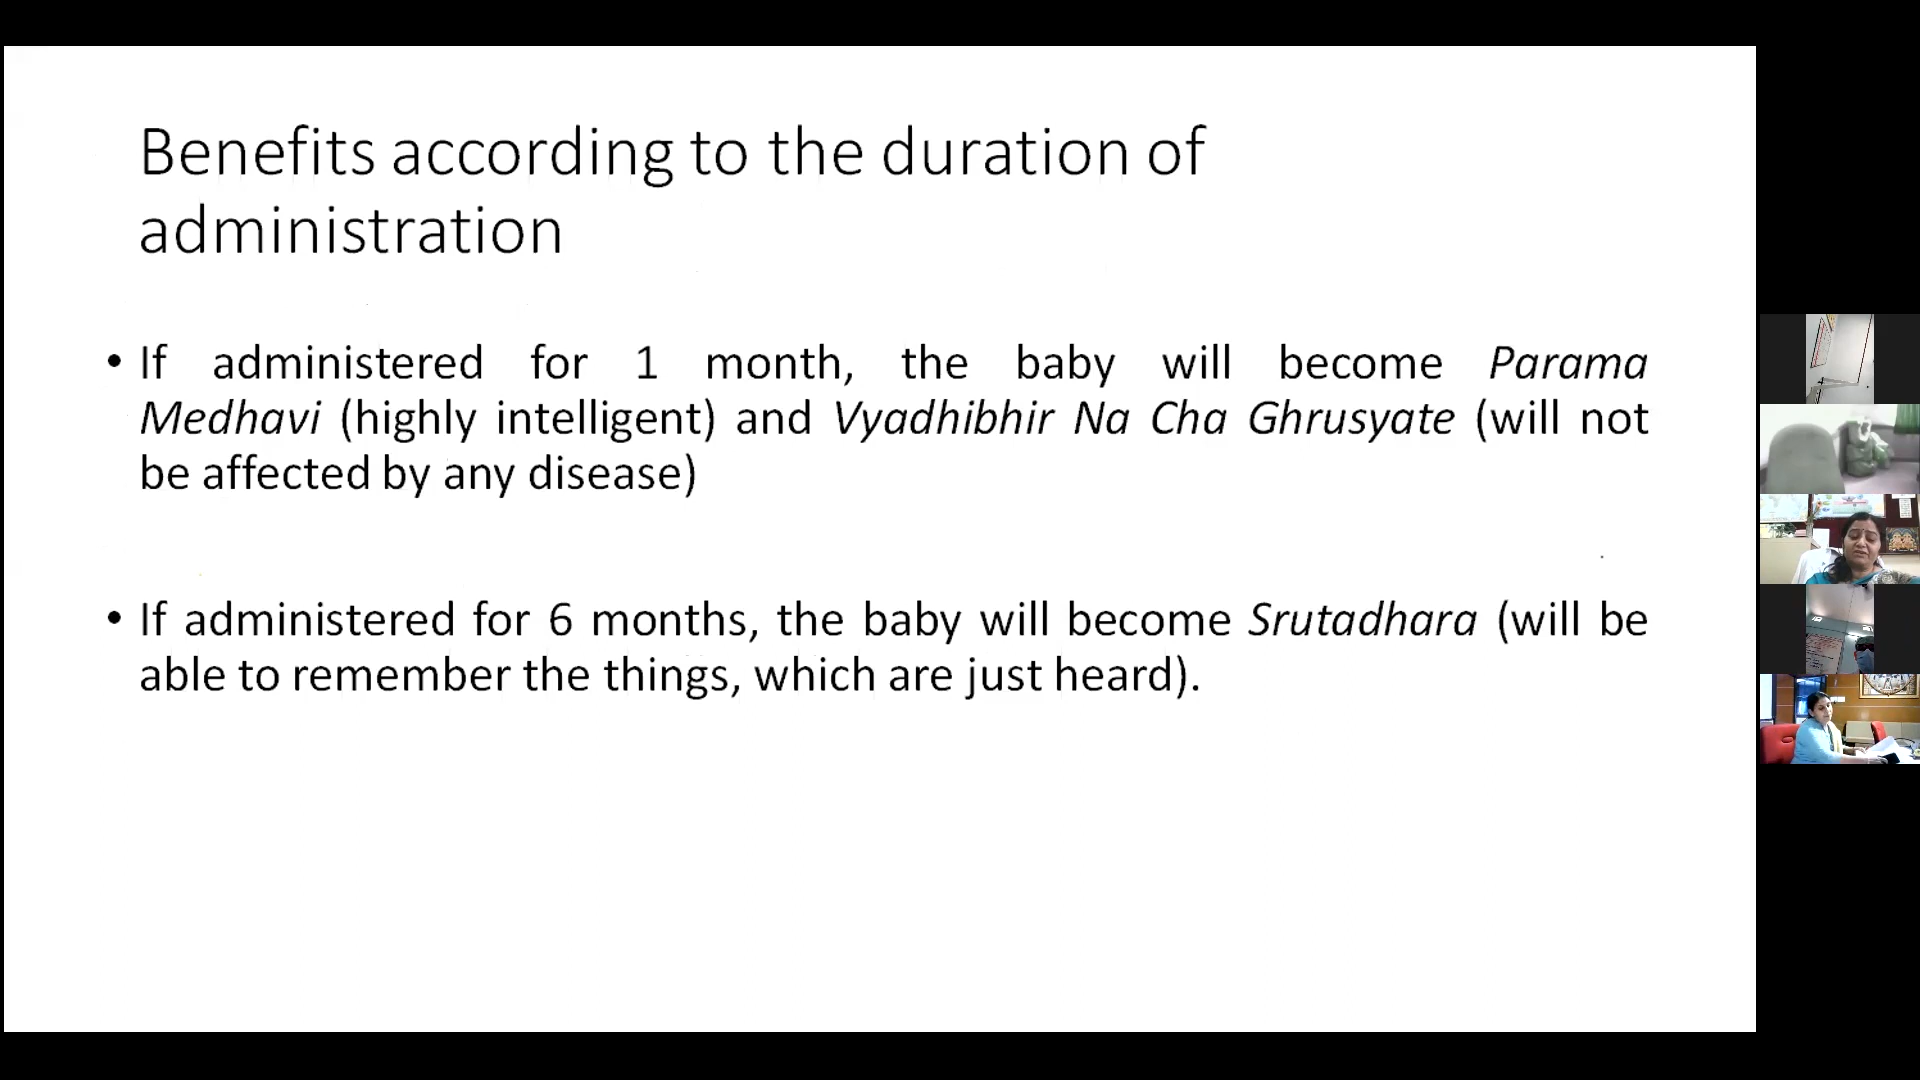 Benefits according to the duration of
administration
• If administered for 1 month, the baby will become Parama
Medhavi (highly intelligent) and Vyadhibhir Na Cha Ghrusyate (will not
be affected by any disease)
• If administered for 6 months, the baby will become Srutadhara (will be
able to remember the things, which are just heard).